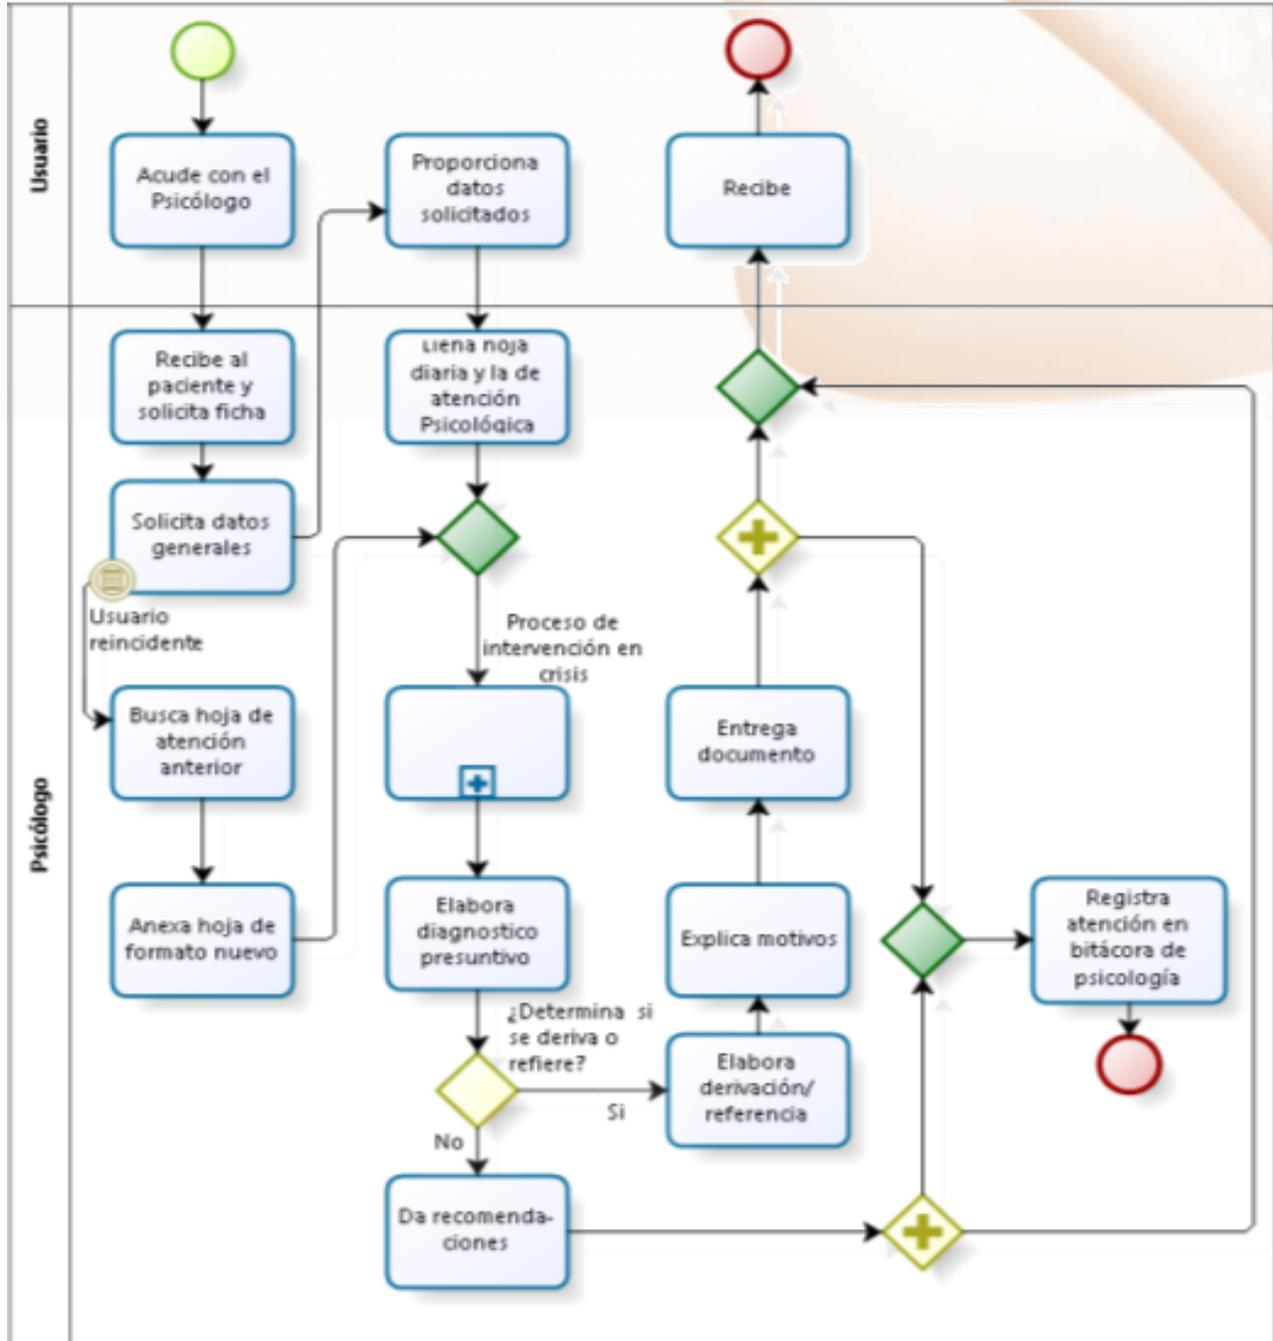 Usuario
Acude con el
Psicólogo
Proporciona
datos
solicitados
Recibe
Psicólogo
Recibe al
paciente y
solicita ficha
Llena hoja
diaria y la de
atención
Psicológica
Solicita datos
generales
Usuario
reincidente
Proceso de
intervención en
crisis
Busca hoja de
atención
anterior
Entrega
documento
Anexa hoja de
formato nuevo
Elabora
diagnostico
presuntivo
Explica motivos
Registra
atención en
bitácora de
psicología
¿Determina si
se deriva o
refiere?
Si
No
Elabora
derivación/
referencia
Da recomenda-
ciones